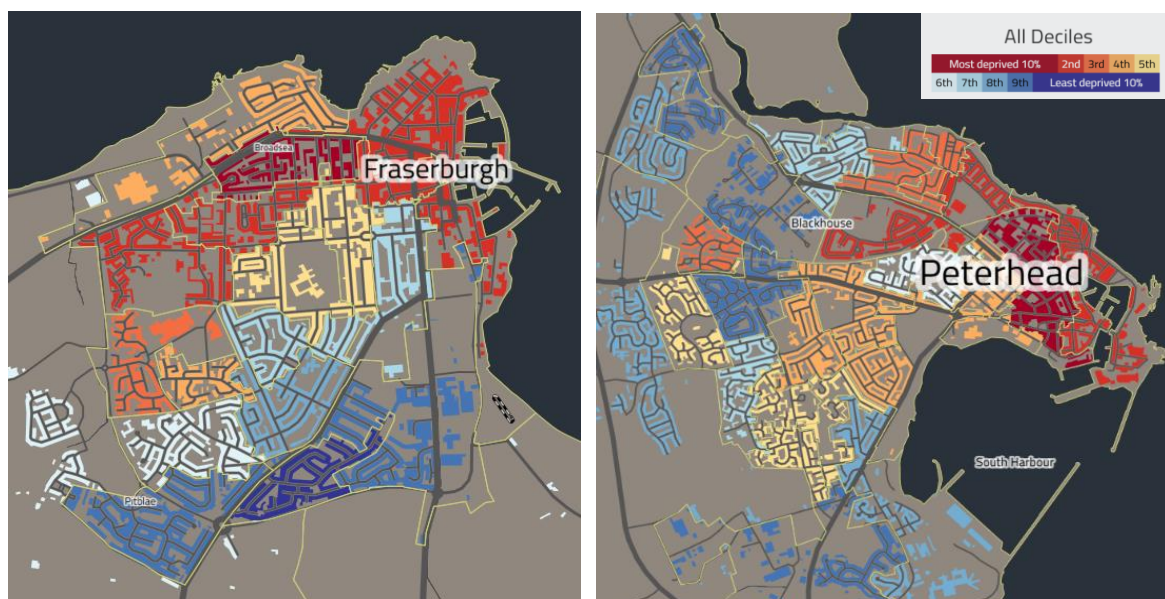 Broadsea
Fraserburgh
Pitblae
All Deciles
Most deprived 10% 2nd 3rd 4th 5th
6th 7th 8th 9th Least deprived 10%
Blackhouse
Peterhead
South Harbour